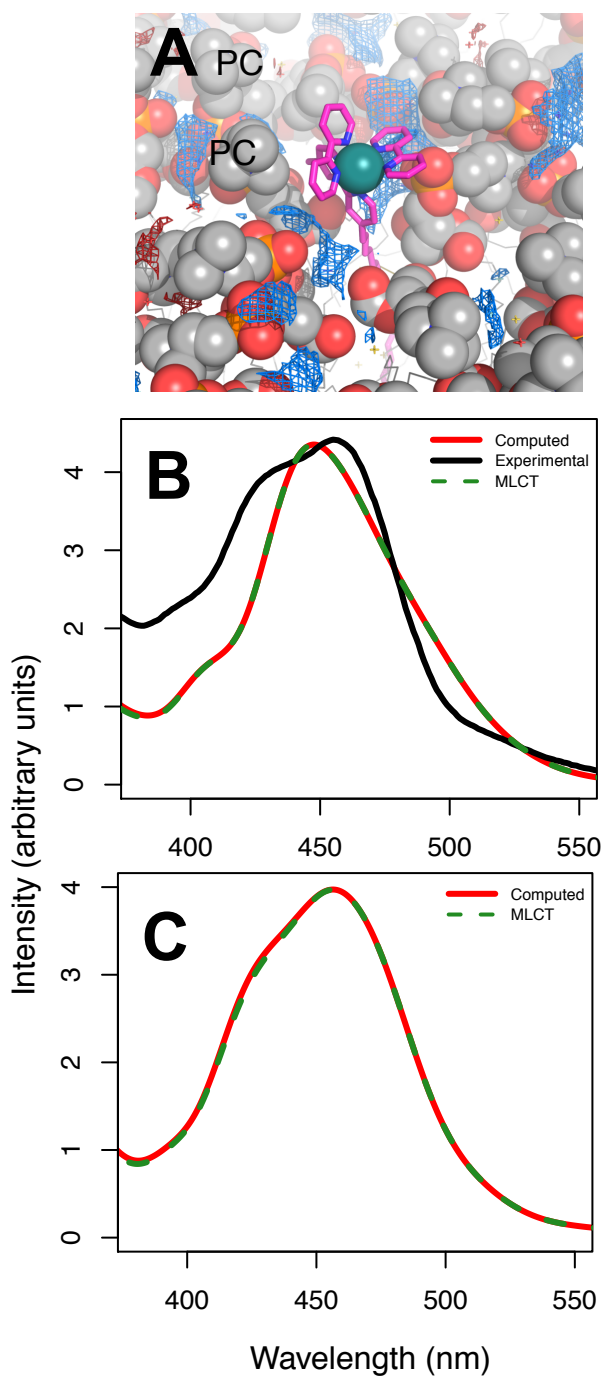 A
PC
PC
B
Computed
Experimental
MLCT
4
3
2
1
0
400
450
500
550
C
Computed
MLCT
4
3
2
1
0
400
450
500
550
Intensity (arbitrary units)
Wavelength (nm)